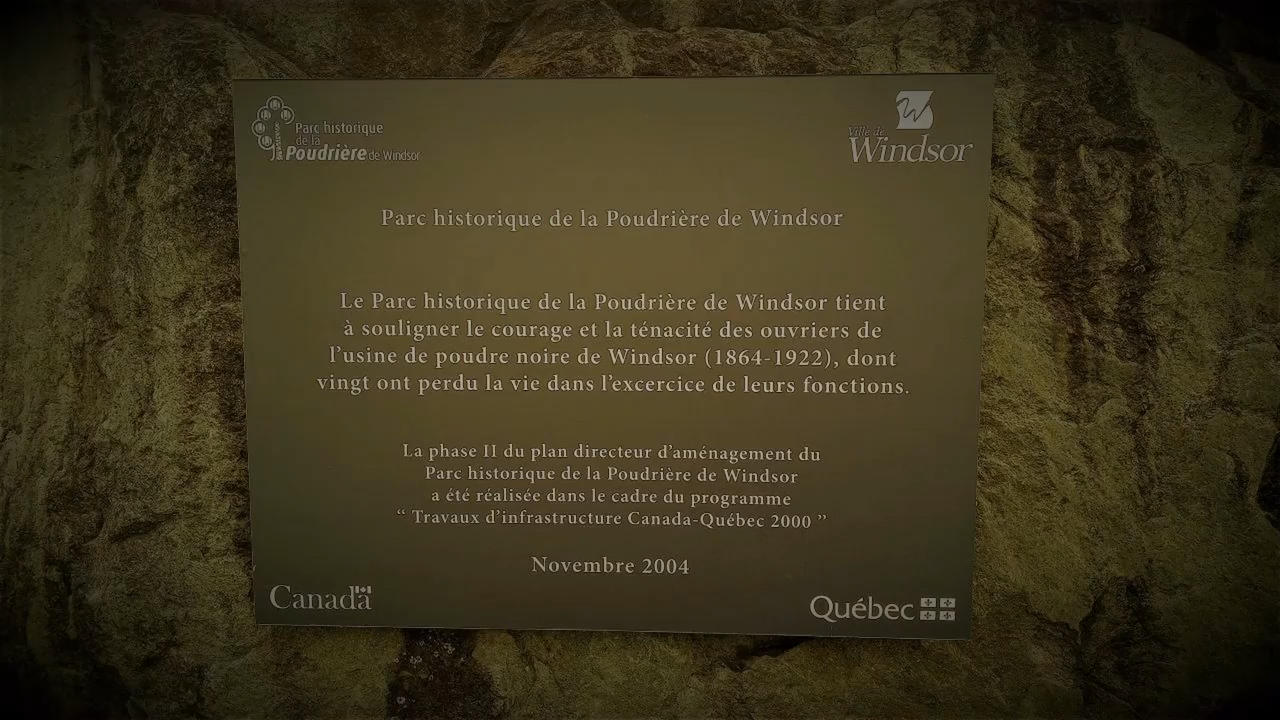 Parc historique
de la
Poudrière de Windsor
Ville de
Windsor
Parc historique de la Poudrière de Windsor
Le Parc historique de la Poudrière de Windsor tient
à souligner le courage et la ténacité des ouvriers de
l'usine de poudre noire de Windsor (1864-1922), dont
vingt ont perdu la vie dans l'excercice de leurs fonctions.
La phase II du plan directeur d'aménagement du
Parc historique de la Poudrière de Windsor
a été réalisée dans le cadre du programme
“ Travaux d'infrastructure Canada-Québec 2000 ”
Novembre 2004
Canada
Québec